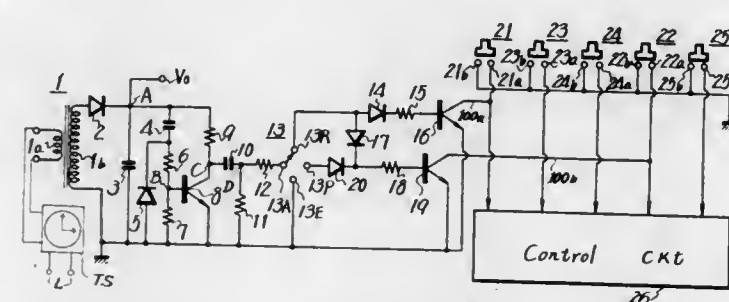 21 23 24 22 25
21b 21a 23b 23a 24b 24a 22b 22a 25b 25
1 Vo
A
1a 1b 2 3 4 9
14 15 16 100a
13 13R 17
6 C 10 12 13A 13P 20 18 19 100b
B D 8 13E
5 7 11
L TS
Control CKT
26